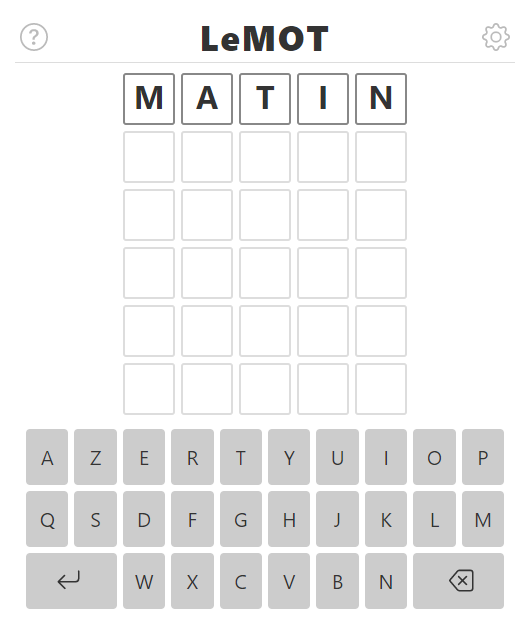 ?
LeMOT
M A T I N
A Z E R T Y U I O P
Q S D F G H J K L M
W X C V B N